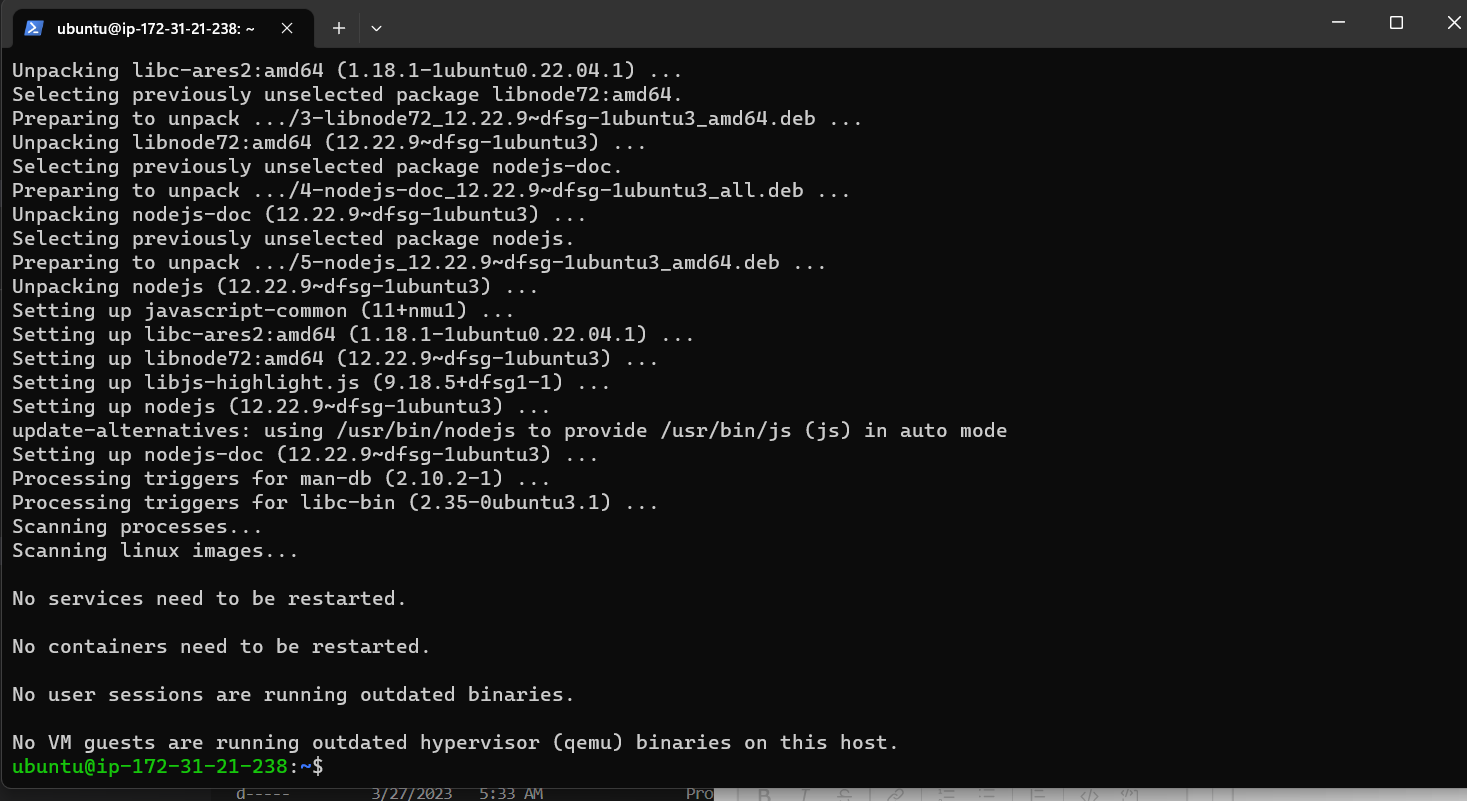 ubuntu@ip-172-31-21-238: ~
Unpacking libc-ares2:amd64 (1.18.1-1ubuntu0.22.04.1) ...
Selecting previously unselected package libnode72:amd64.
Preparing to unpack .../3-libnode72_12.22.9~dfsg-1ubuntu3_amd64.deb ...
Unpacking libnode72:amd64 (12.22.9~dfsg-1ubuntu3) ...
Selecting previously unselected package nodejs-doc.
Preparing to unpack .../4-nodejs-doc_12.22.9~dfsg-1ubuntu3_all.deb ...
Unpacking nodejs-doc (12.22.9~dfsg-1ubuntu3) ...
Selecting previously unselected package nodejs.
Preparing to unpack .../5-nodejs_12.22.9~dfsg-1ubuntu3_amd64.deb ...
Unpacking nodejs (12.22.9~dfsg-1ubuntu3) ...
Setting up javascript-common (11+nmu1) ...
Setting up libc-ares2:amd64 (1.18.1-1ubuntu0.22.04.1) ...
Setting up libnode72:amd64 (12.22.9~dfsg-1ubuntu3) ...
Setting up libjs-highlight.js (9.18.5+dfsg1-1) ...
Setting up nodejs (12.22.9~dfsg-1ubuntu3) ...
update-alternatives: using /usr/bin/nodejs to provide /usr/bin/js (js) in auto mode
Setting up nodejs-doc (12.22.9~dfsg-1ubuntu3) ...
Processing triggers for man-db (2.10.2-1) ...
Processing triggers for libc-bin (2.35-0ubuntu3.1) ...
Scanning processes...
Scanning linux images...
No services need to be restarted.
No containers need to be restarted.
No user sessions are running outdated binaries.
No VM guests are running outdated hypervisor (qemu) binaries on this host.
ubuntu@ip-172-31-21-238:~$
d----- 3/27/2023 5:33 AM Pro